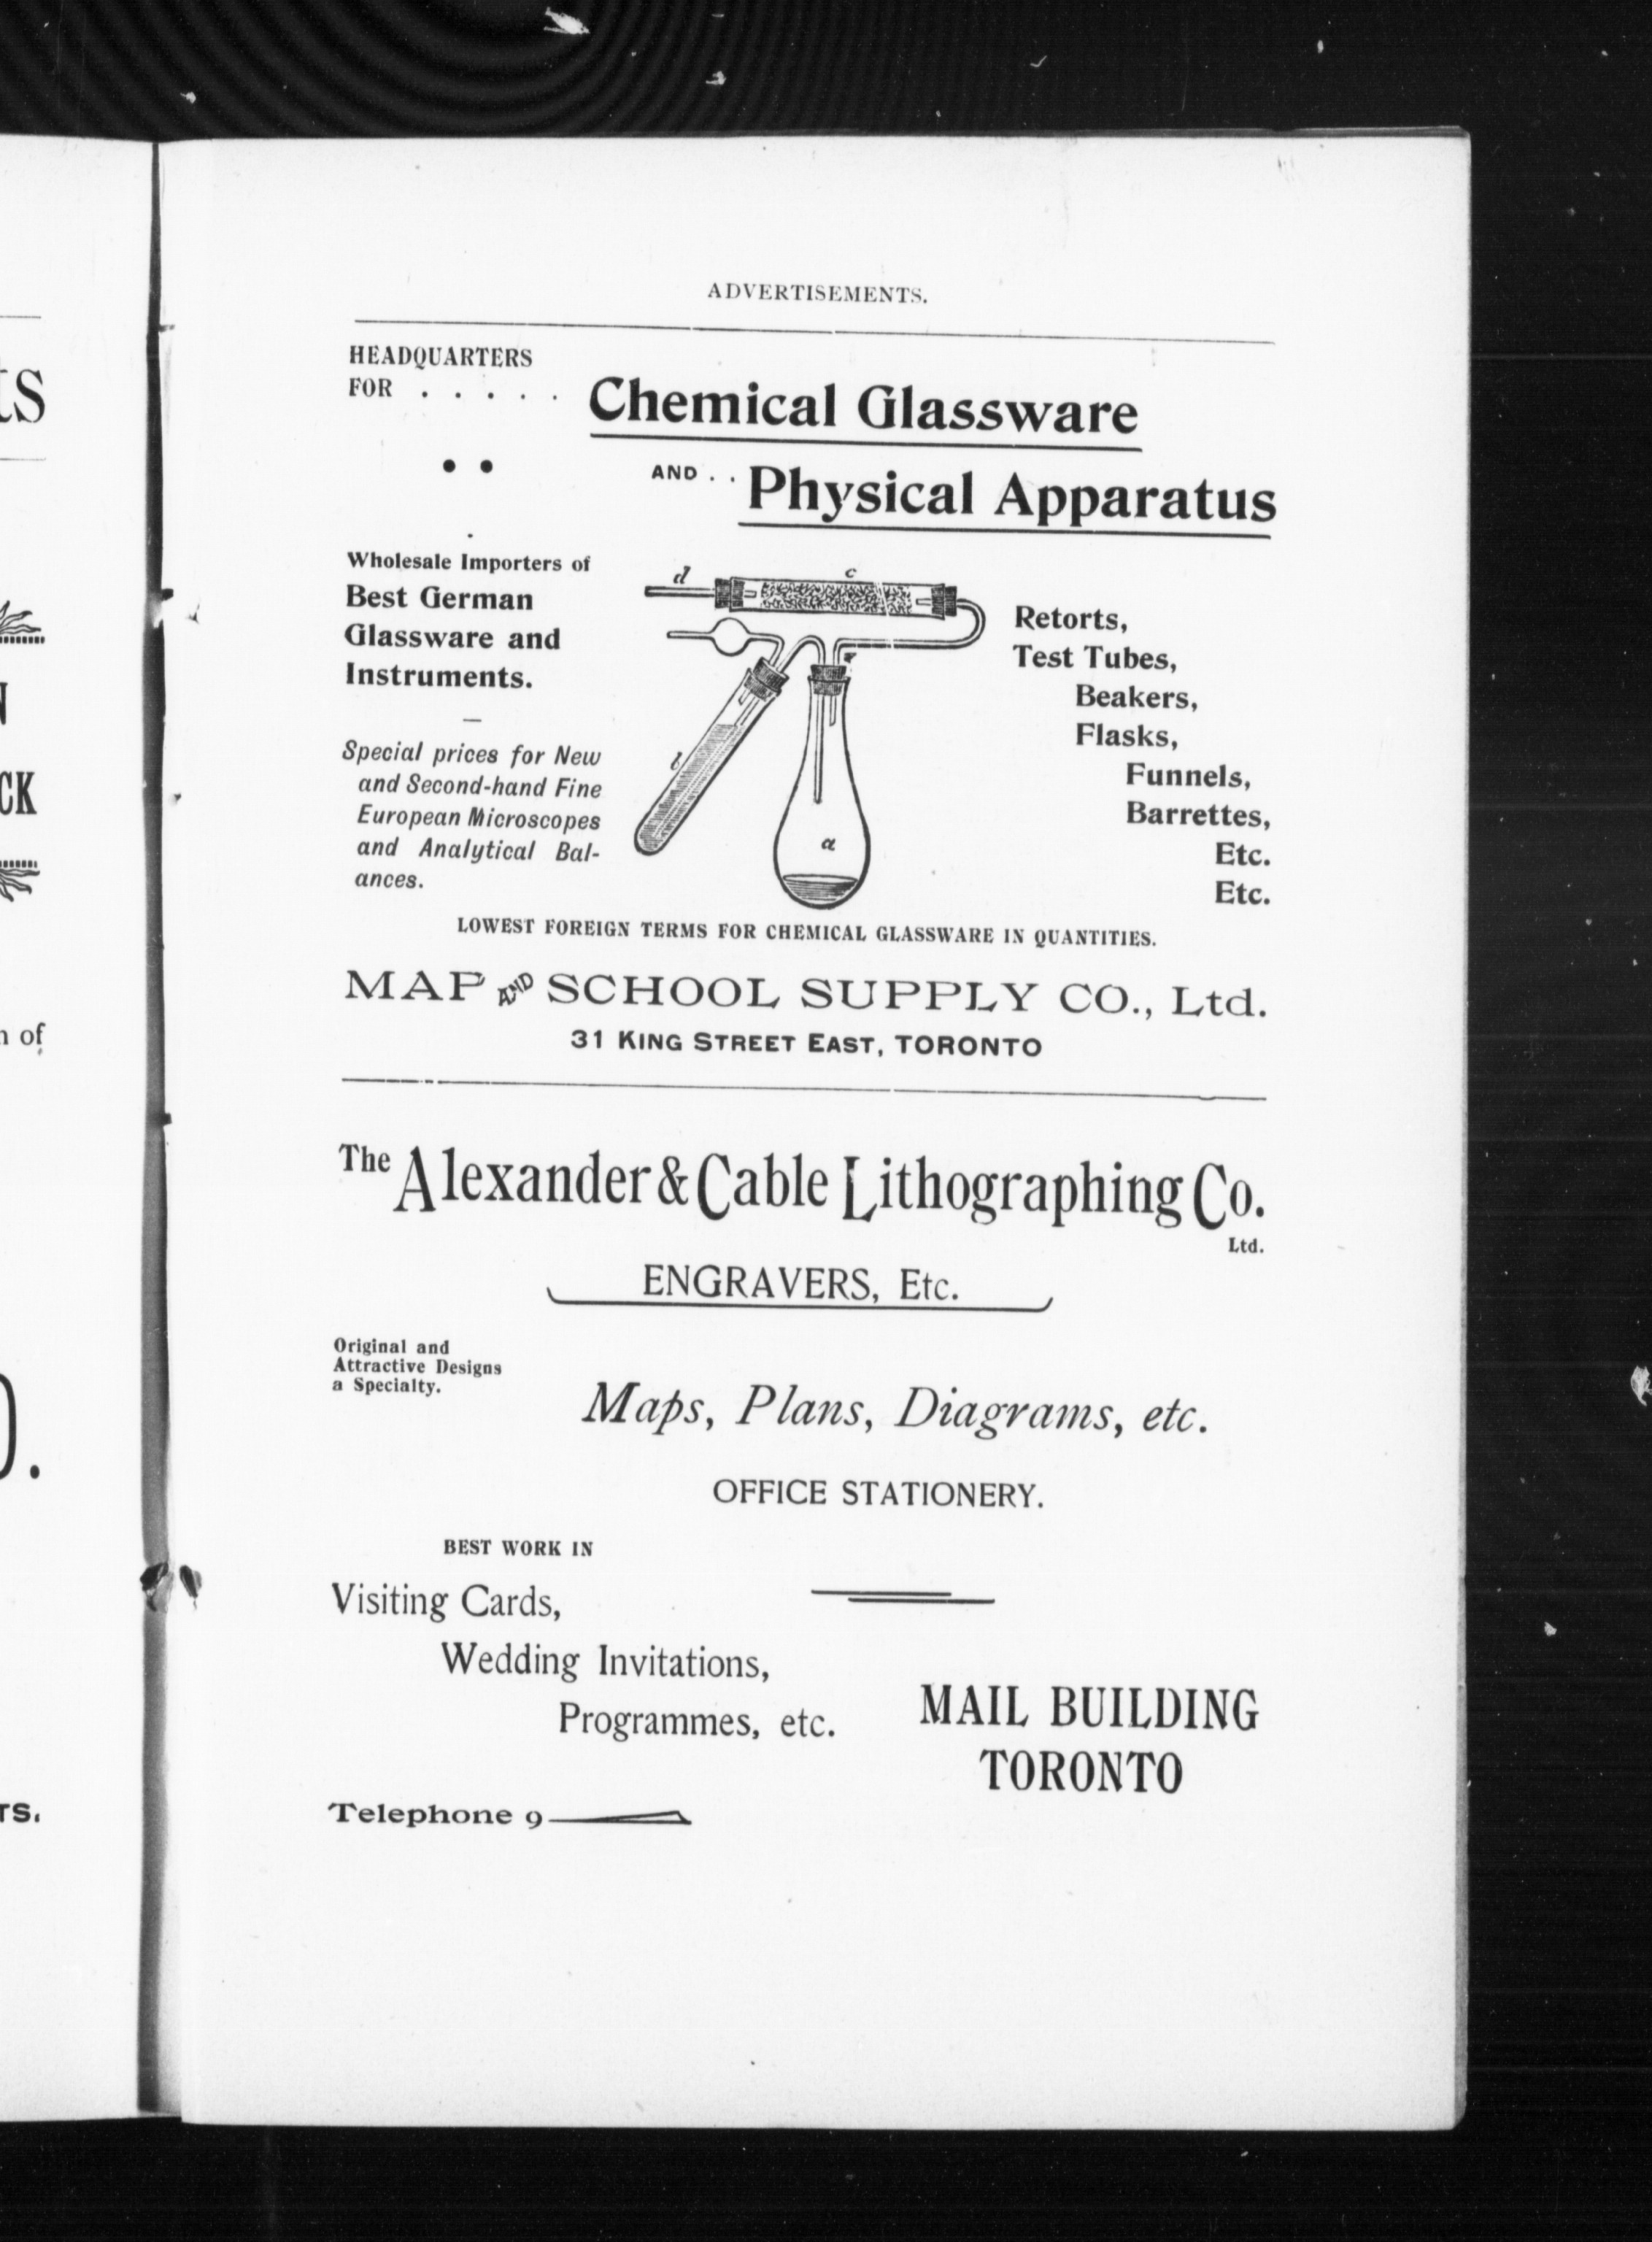 ADVERTISEMENTS.
HEADQUARTERS
FOR . . . . . Chemical Glassware
AND . . Physical Apparatus
Wholesale Importers of
Best German
Glassware and
Instruments.
Special prices for New
and Second-hand Fine
European Microscopes
and Analytical Bal-
ances.
d
c
b
a
Retorts,
Test Tubes,
Beakers,
Flasks,
Funnels,
Barrettes,
Etc.
Etc.
LOWEST FOREIGN TERMS FOR CHEMICAL GLASSWARE IN QUANTITIES.
MAP AND SCHOOL SUPPLY CO., Ltd.
31 KING STREET EAST, TORONTO
The Alexander & Cable Lithographing Co.
Ltd.
ENGRAVERS, Etc.
Original and
Attractive Designs
a Specialty.
Maps, Plans, Diagrams, etc.
OFFICE STATIONERY.
BEST WORK IN
Visiting Cards,
Wedding Invitations,
Programmes, etc.
MAIL BUILDING
TORONTO
Telephone 9